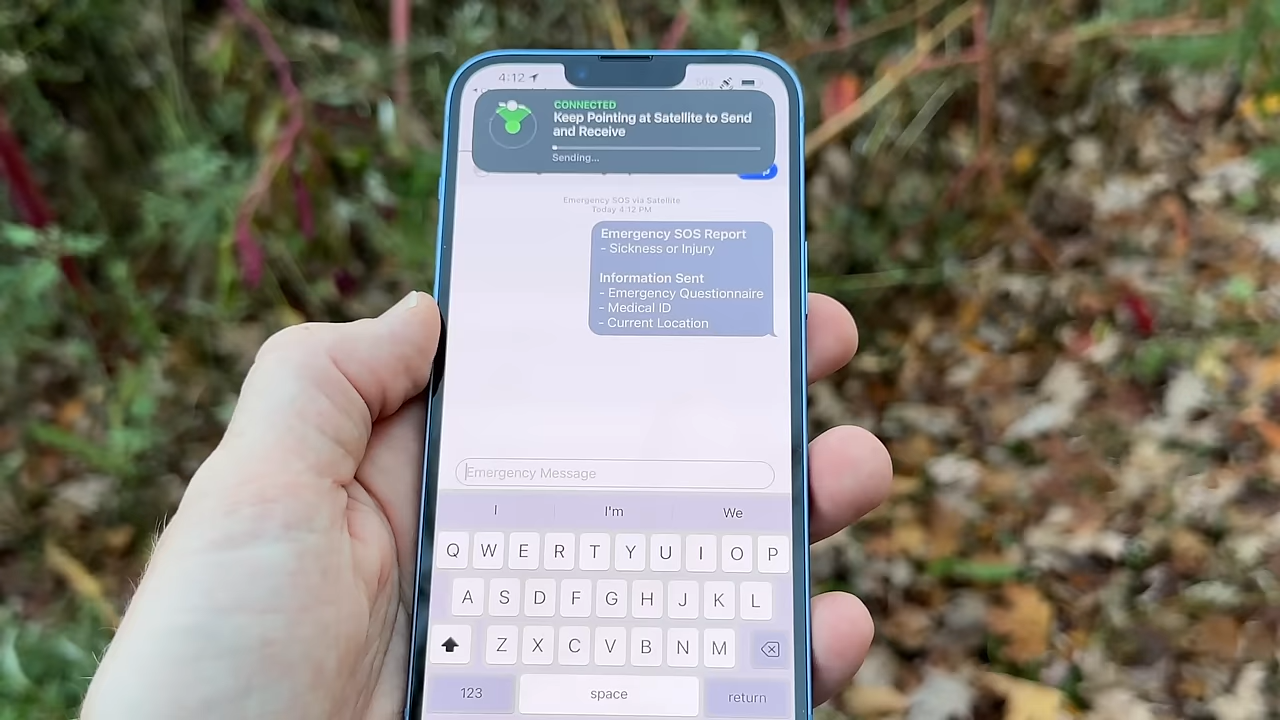 4:12
SOS
CONNECTED
Keep Pointing at Satellite to Send
and Receive
Sending...
Emergency SOS via Satellite
Today 4:12 PM
Emergency SOS Report
- Sickness or Injury
Information Sent
- Emergency Questionnaire
- Medical ID
- Current Location
Emergency Message
I I'm We
Q W E R T Y U I O P
A S D F G H J K L
Z X C V B N M
123 space return